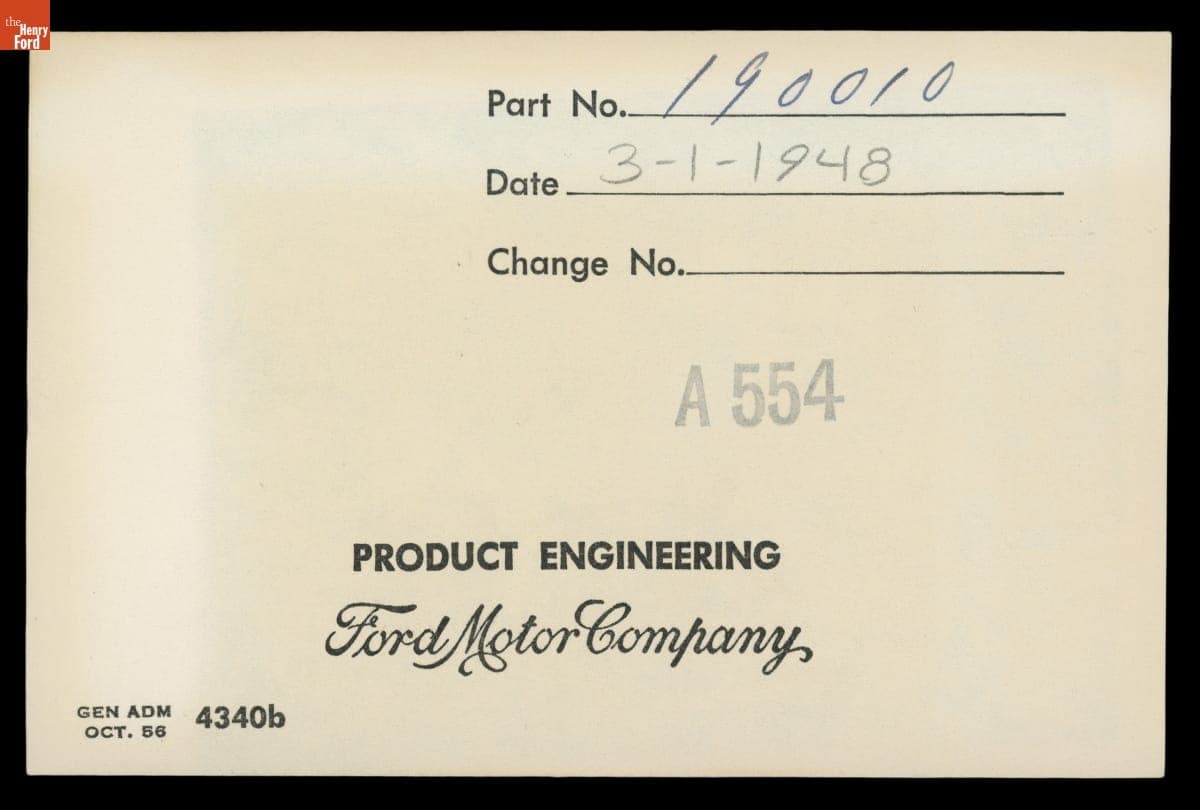 the
Henry
Ford
Part No. 190010
Date 3-1-1948
Change No.
A 554
PRODUCT ENGINEERING
Ford Motor Company
GEN ADM
OCT. 56 4340b